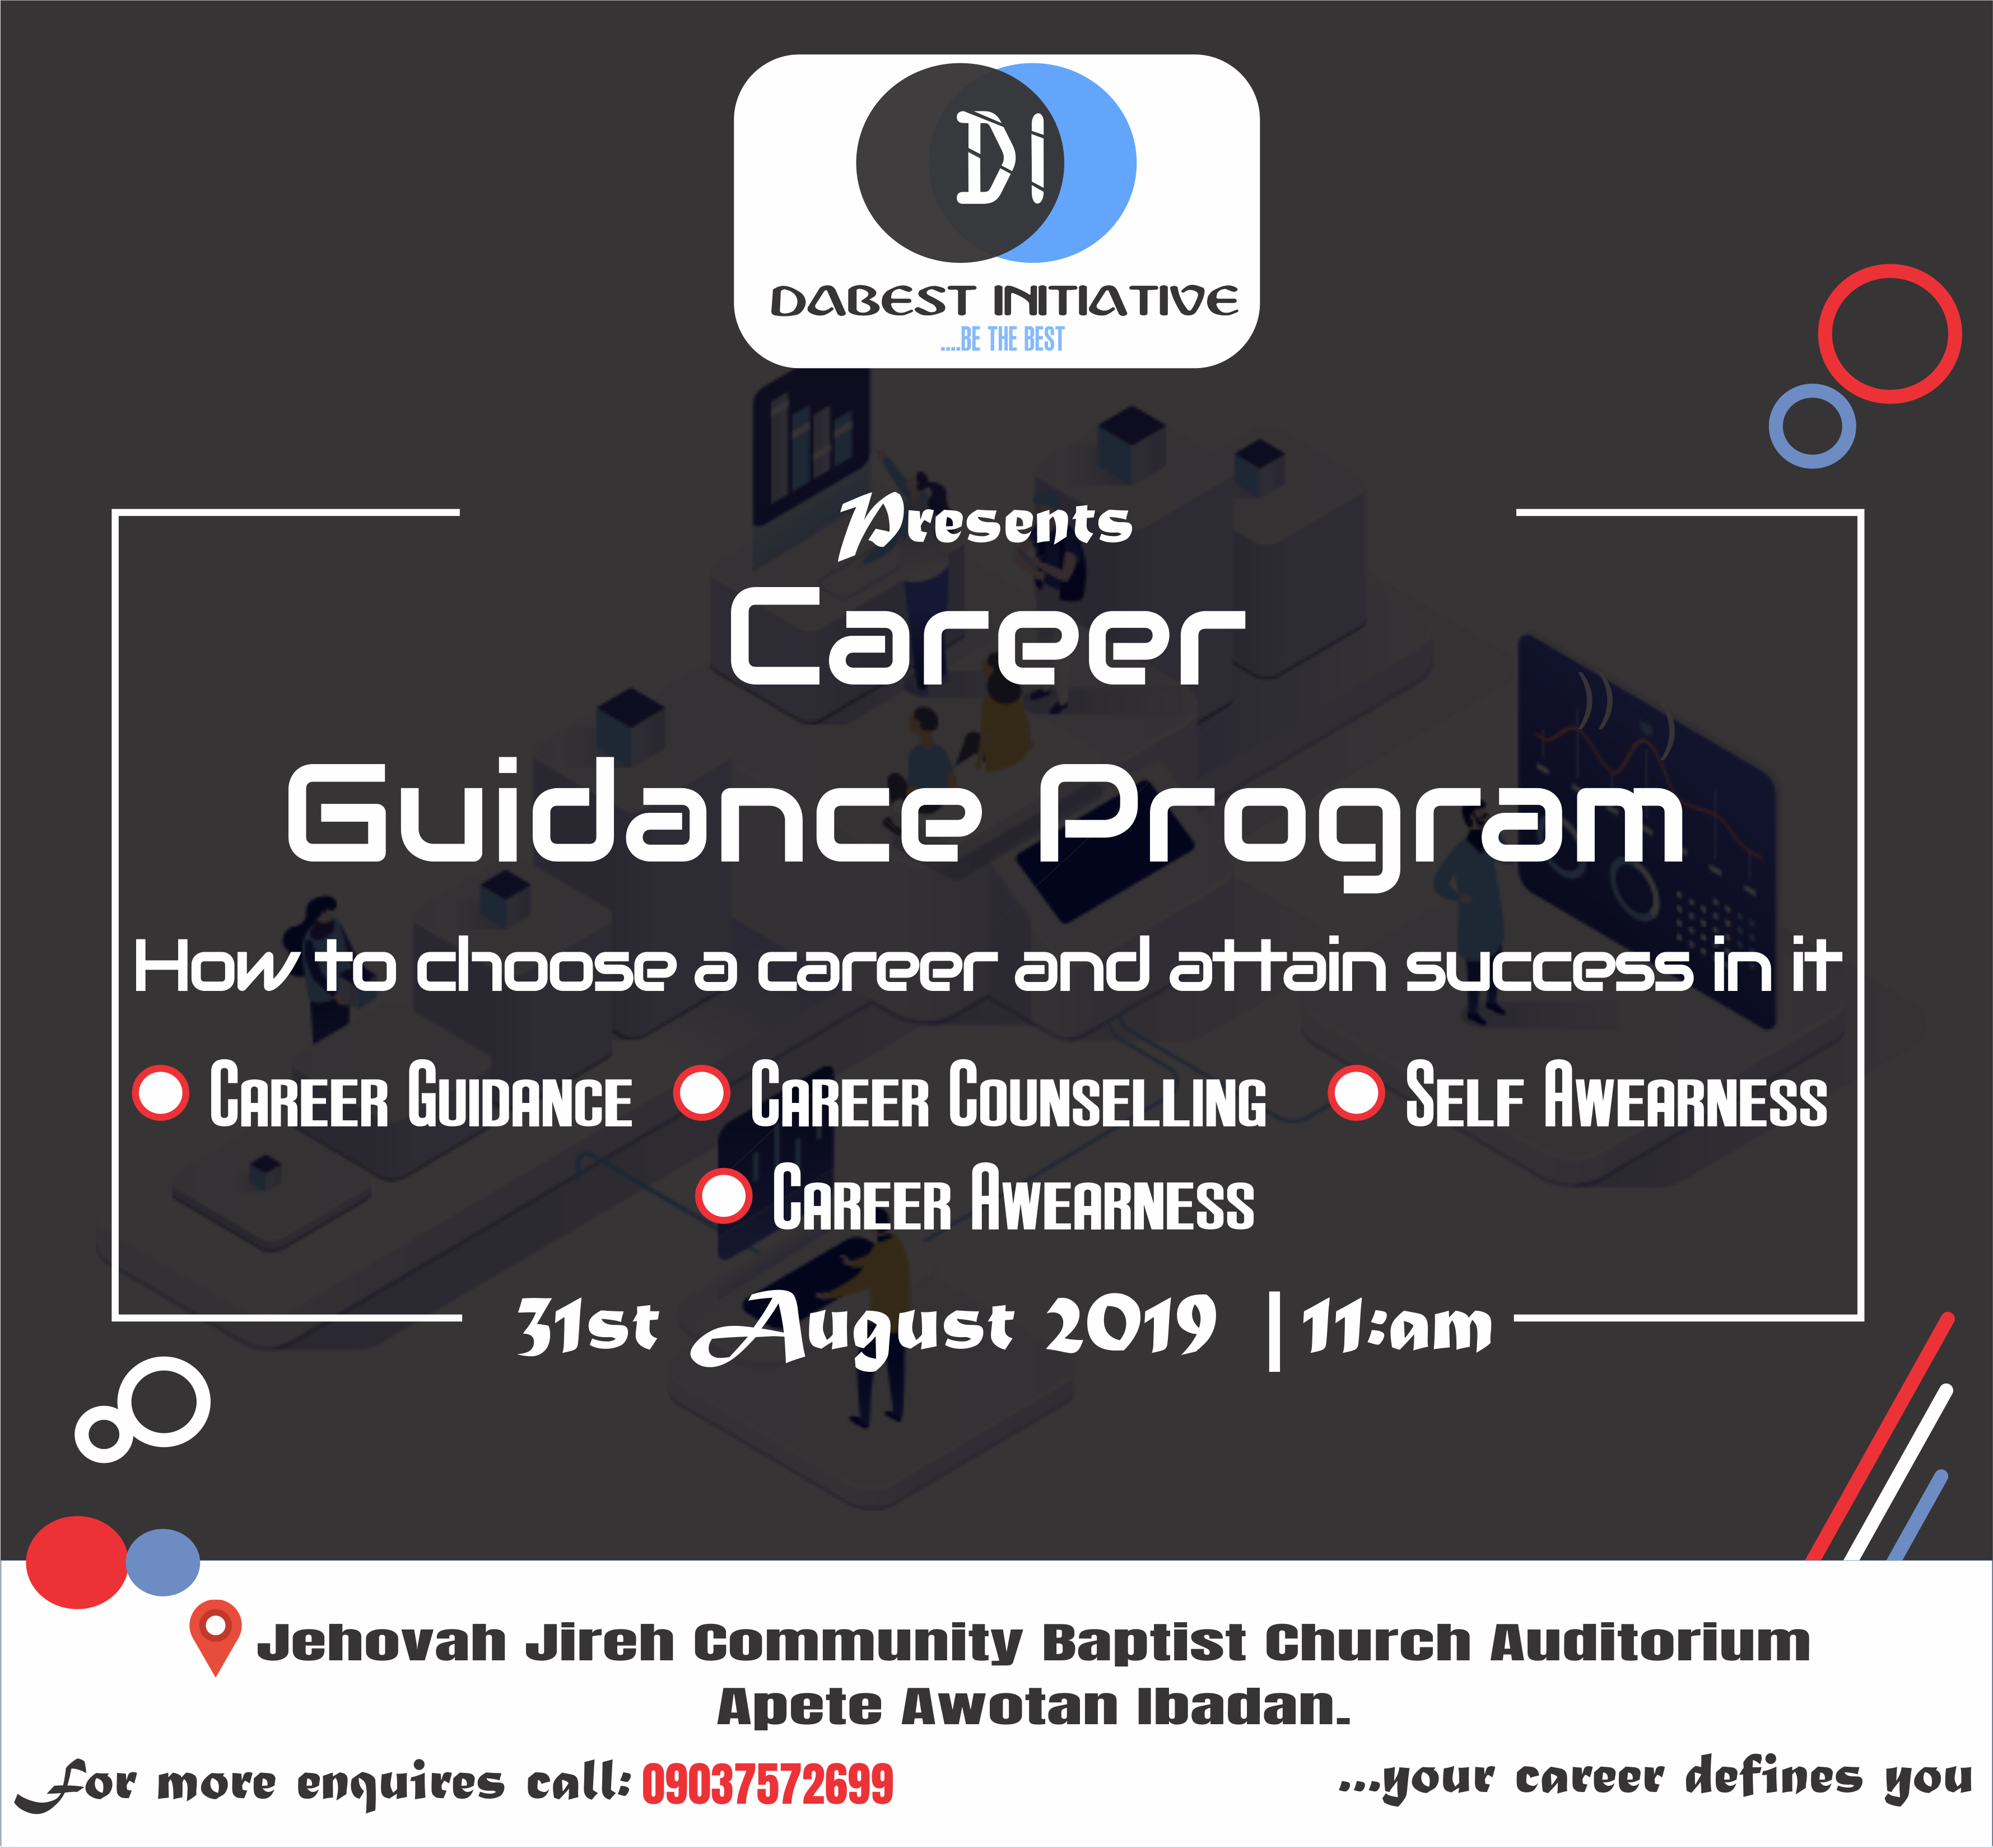 DI
DABEST INITIATIVE
....BE THE BEST
Presents
Career
Guidance Program
How to choose a career and attain success in it
Career Guidance Career Counselling Self Awearness
Career Awearness
31st August 2019 | 11:am
Jehovah Jireh Community Baptist Church Auditorium
Apete Awotan Ibadan.
for more enquires call: 09037572699 ...your career defines you